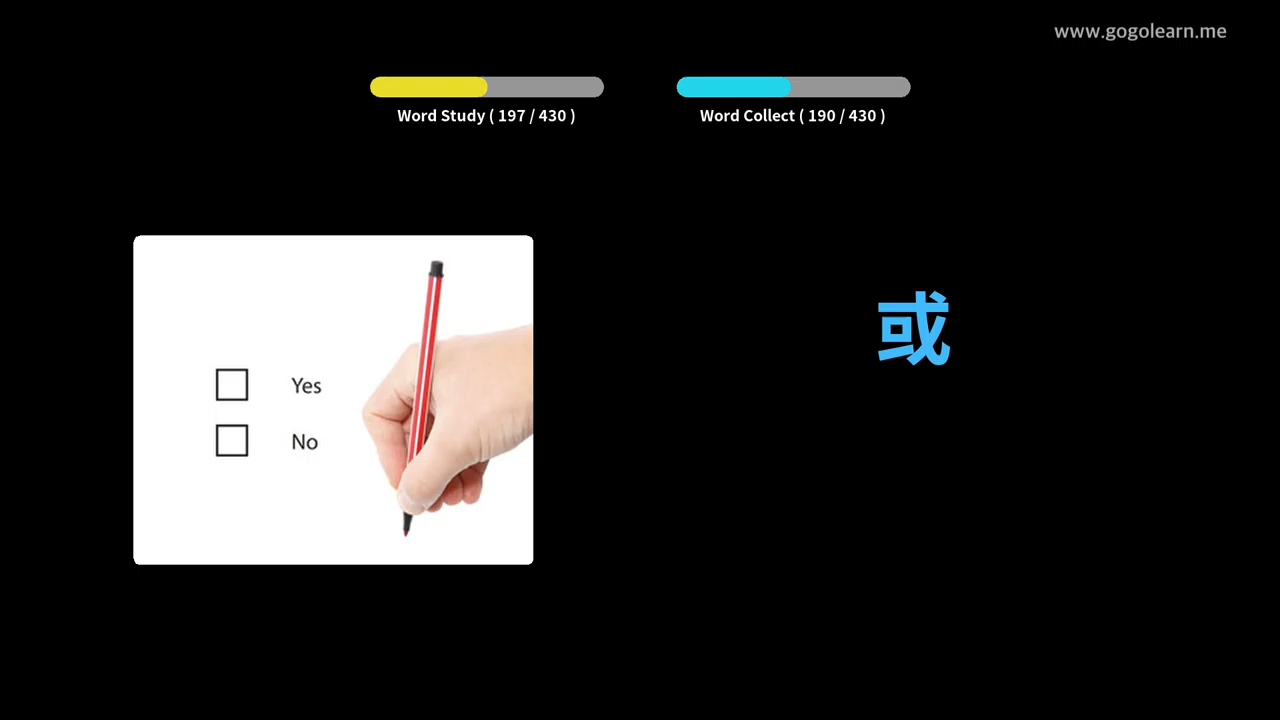 www.gogolearn.me
Word Study ( 197 / 430 )
Word Collect ( 190 / 430 )
或
Yes
No